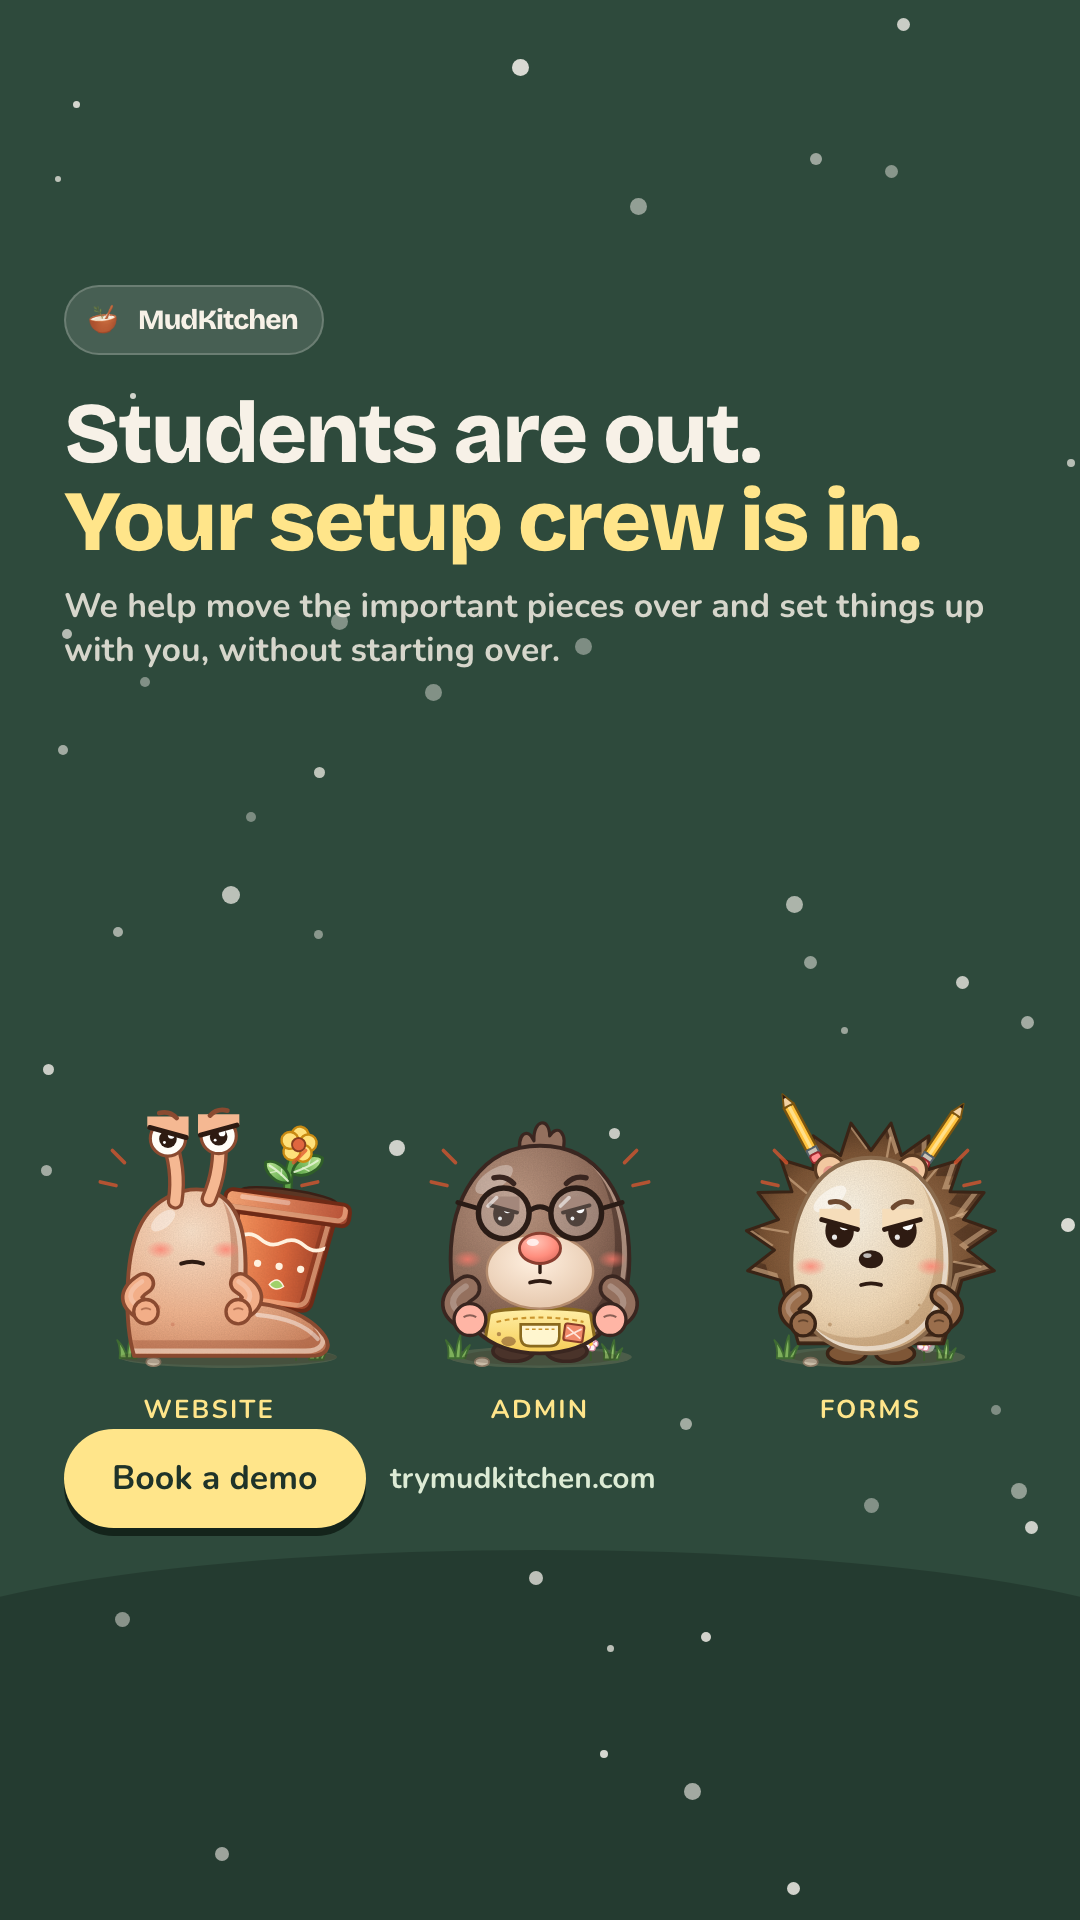 MudKitchen
Students are out.
Your setup crew is in.
We help move the important pieces over and set things up
with you, without starting over.
WEBSITE
ADMIN
FORMS
Book a demo
trymudkitchen.com